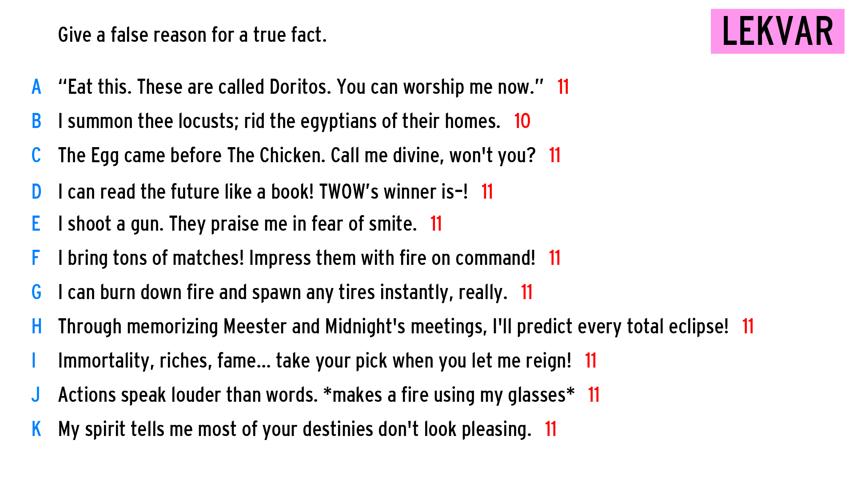 Give a false reason for a true fact.
LEKVAR
A “Eat this. These are called Doritos. You can worship me now.” 11
B I summon thee locusts; rid the egyptians of their homes. 10
C The Egg came before The Chicken. Call me divine, won't you? 11
D I can read the future like a book! TWOW’s winner is–! 11
E I shoot a gun. They praise me in fear of smite. 11
F I bring tons of matches! Impress them with fire on command! 11
G I can burn down fire and spawn any tires instantly, really. 11
H Through memorizing Meester and Midnight's meetings, I'll predict every total eclipse! 11
I Immortality, riches, fame... take your pick when you let me reign! 11
J Actions speak louder than words. *makes a fire using my glasses* 11
K My spirit tells me most of your destinies don't look pleasing. 11